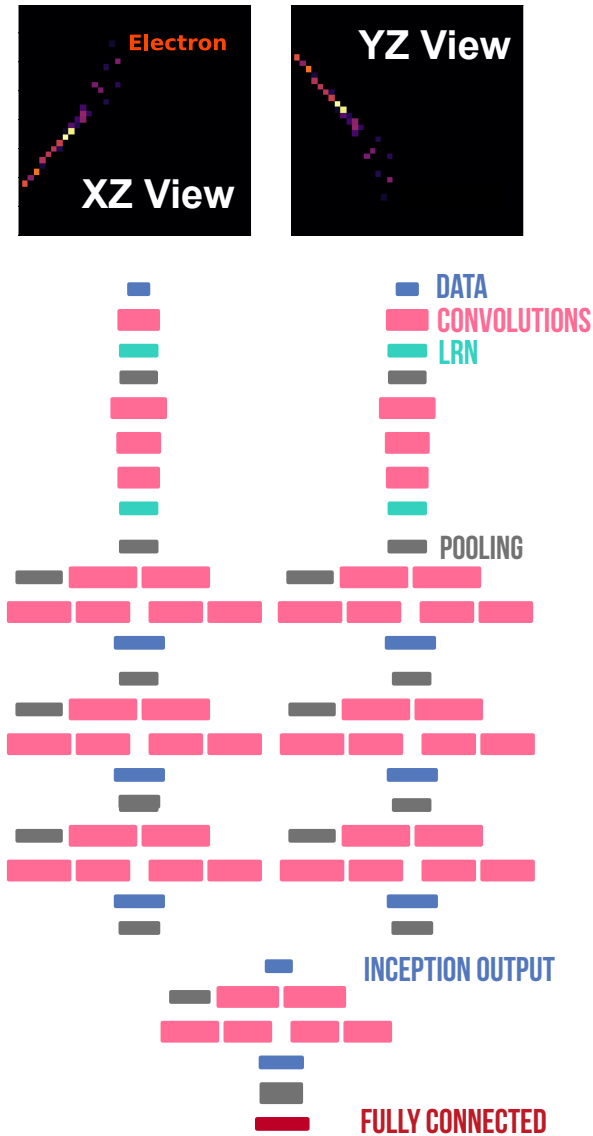 Electron
XZ View
YZ View
DATA
CONVOLUTIONS
LRN
POOLING
INCEPTION OUTPUT
FULLY CONNECTED